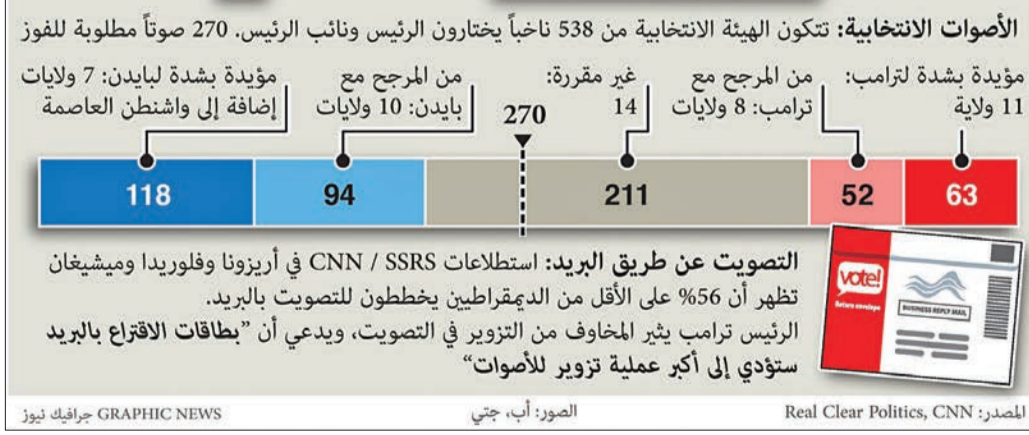 الأصوات الانتخابية: تتكون الهيئة الانتخابية من 538 ناخباً يختارون الرئيس ونائب الرئيس. 270 صوتاً مطلوبة للفوز
مؤيدة بشدة لترامب:
11 ولاية
من المرجح مع
ترامب: 8 ولايات
غير مقررة:
14
270
من المرجح مع
بايدن: 10 ولايات
مؤيدة بشدة لبايدن: 7 ولايات
إضافة إلى واشنطن العاصمة
63
52
211
94
118
التصويت عن طريق البريد: استطلاعات CNN / SSRS في أريزونا وفلوريدا وميشيغان
تظهر أن 56% على الأقل من الديمقراطيين يخططون للتصويت بالبريد.
الرئيس ترامب يثير المخاوف من التزوير في التصويت، ويدعي أن ”بطاقات الاقتراع بالبريد
ستؤدي إلى أكبر عملية تزوير للأصوات“
vote!
Return envelope
BUSINESS REPLY MAIL
المصدر: Real Clear Politics, CNN
الصور: أب، جتي
GRAPHIC NEWS جرافيك نيوز